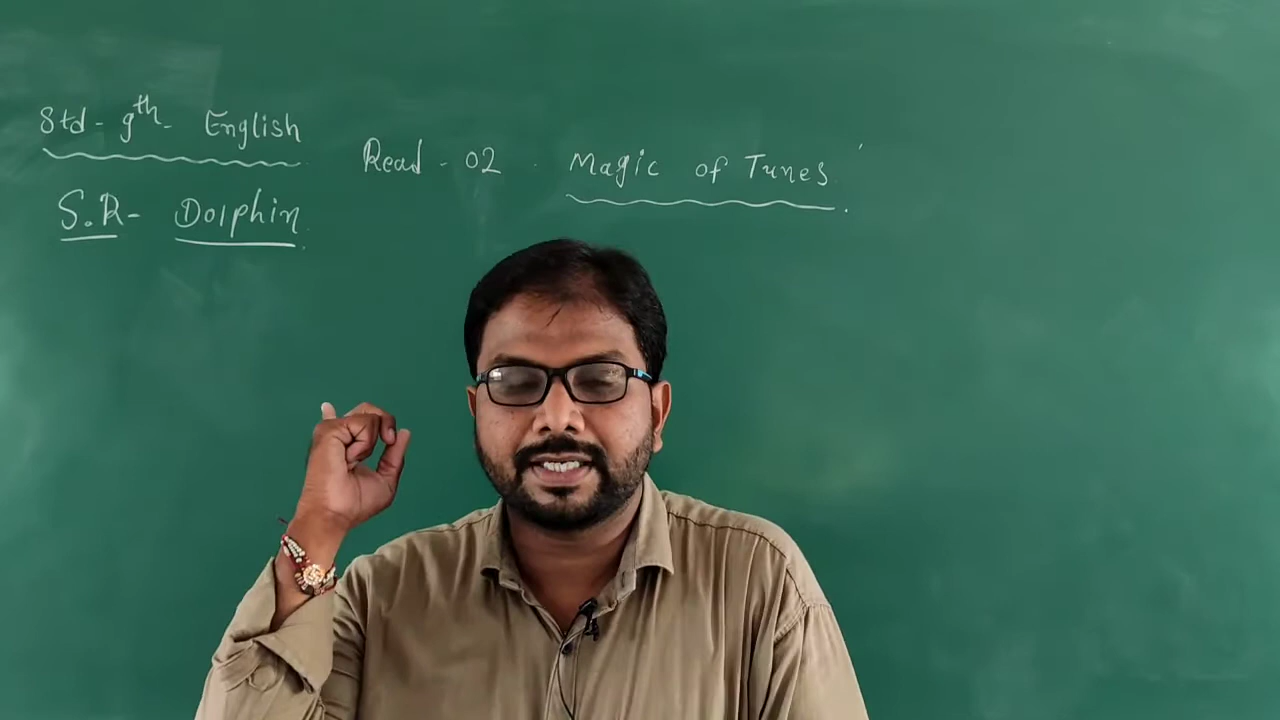 Std - 9th - English
Read - 02 . Magic of Tunes
S.R - Dolphin